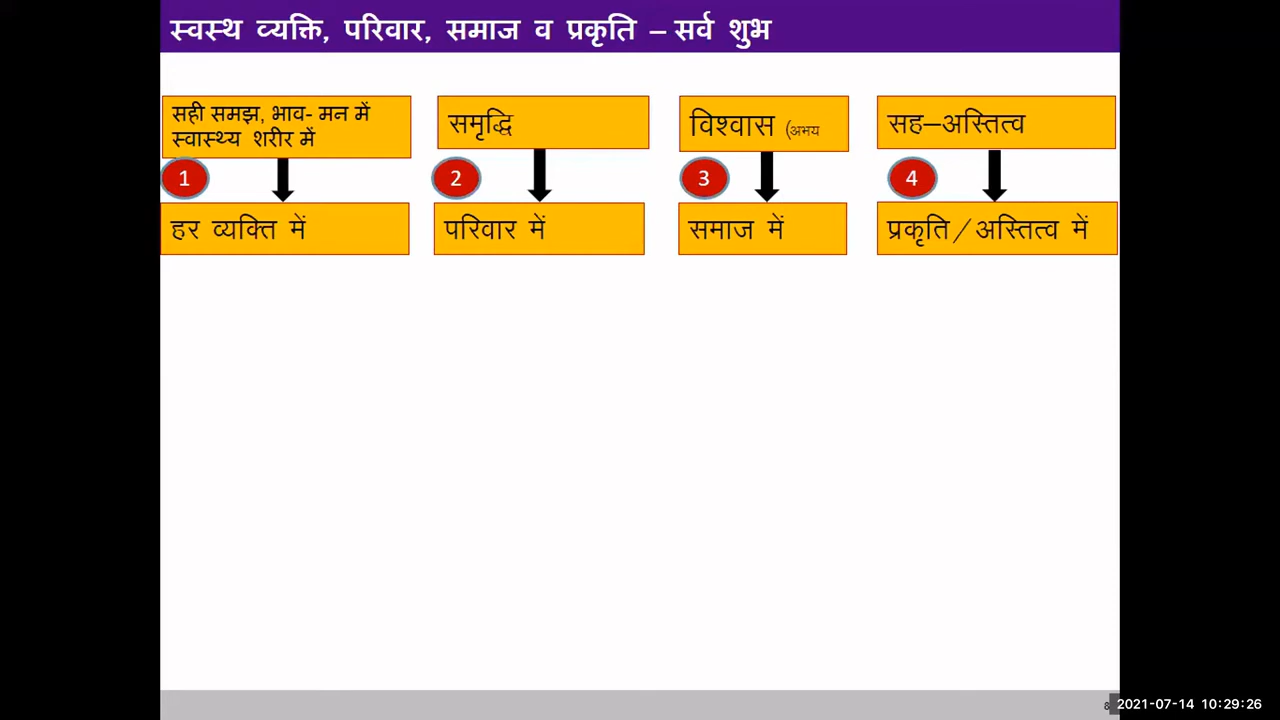 स्वस्थ व्यक्ति, परिवार, समाज व प्रकृति – सर्व शुभ
सही समझ, भाव- मन में
स्वास्थ्य शरीर में
समृद्धि
विश्वास (अभय
सह–अस्तित्व
1
2
3
4
हर व्यक्ति में
परिवार में
समाज में
प्रकृति/अस्तित्व में
2021-07-14 10:29:26